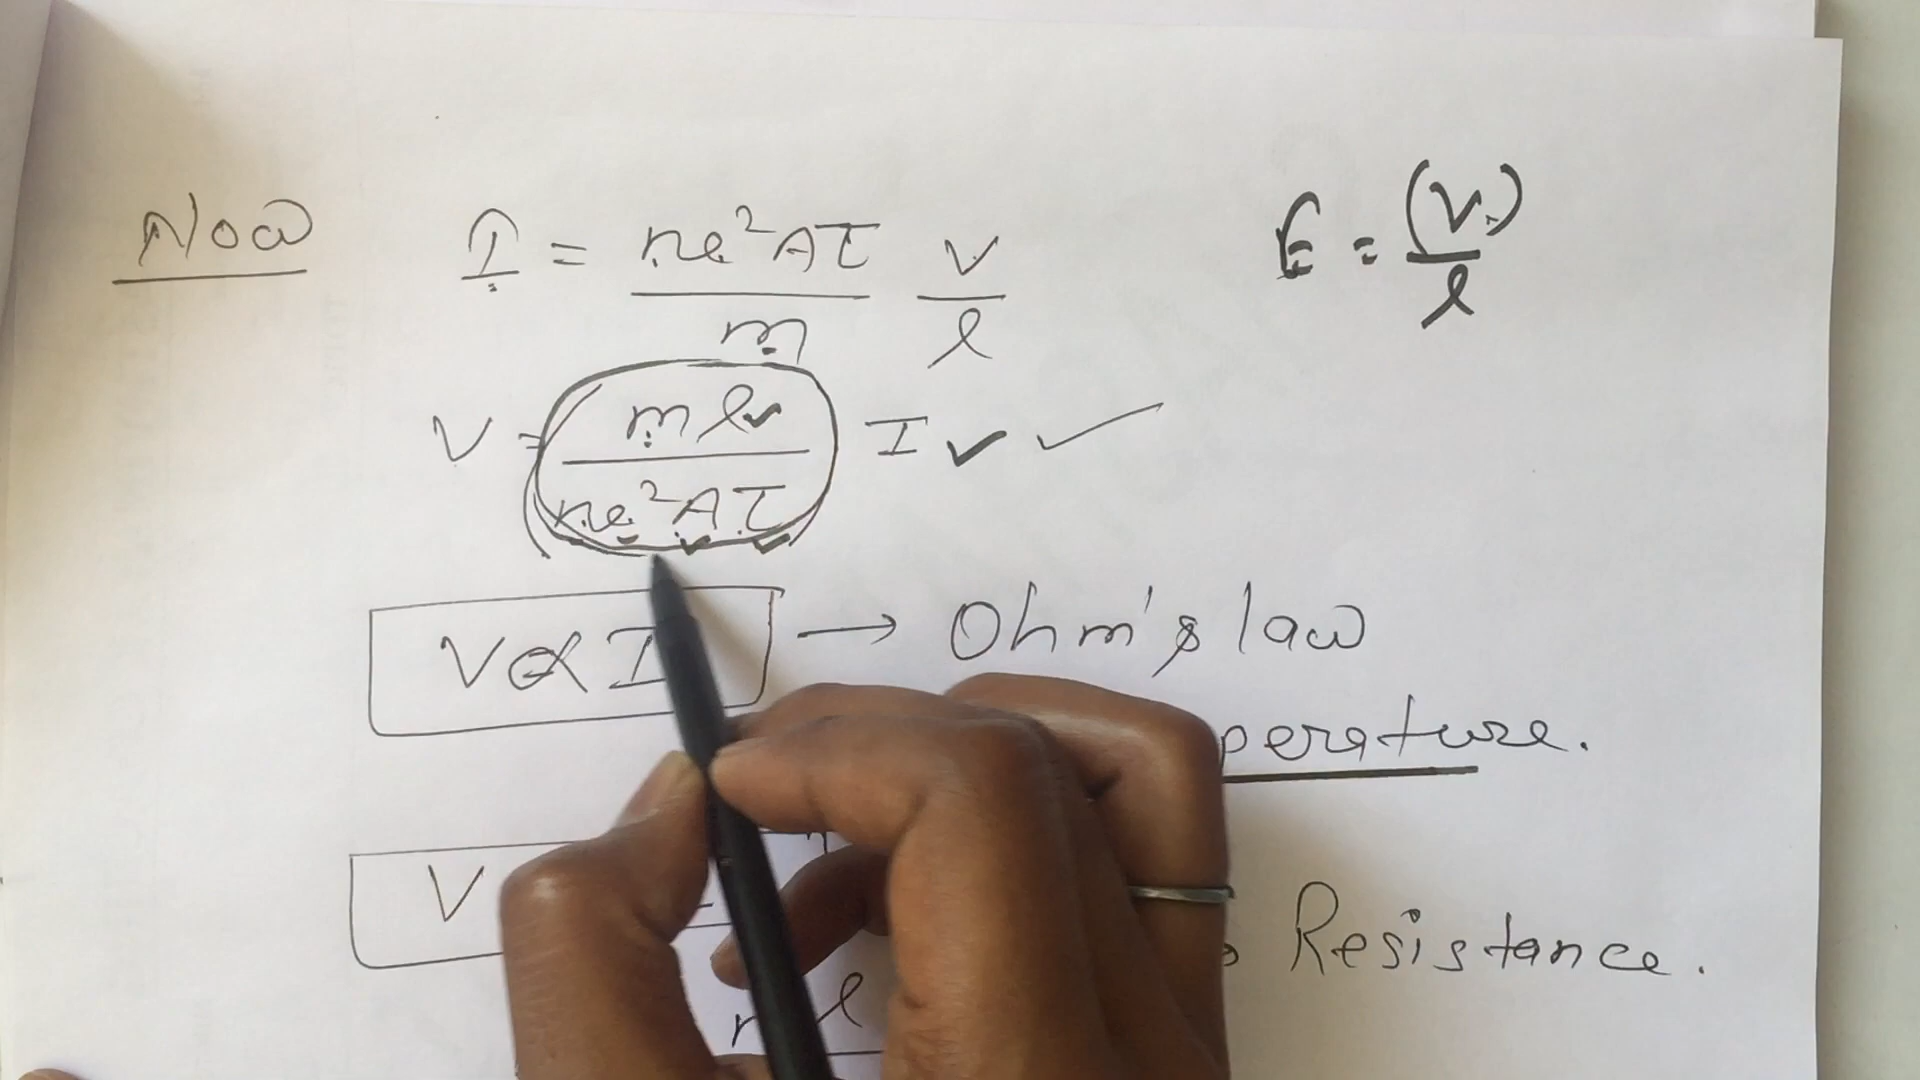 Now I = ne²Aτ/m V/l E = (V)/l
V = ml/ne²Aτ I ✓ ✓
V ∝ I → Ohm's law
perature.
V
Resistance.
l